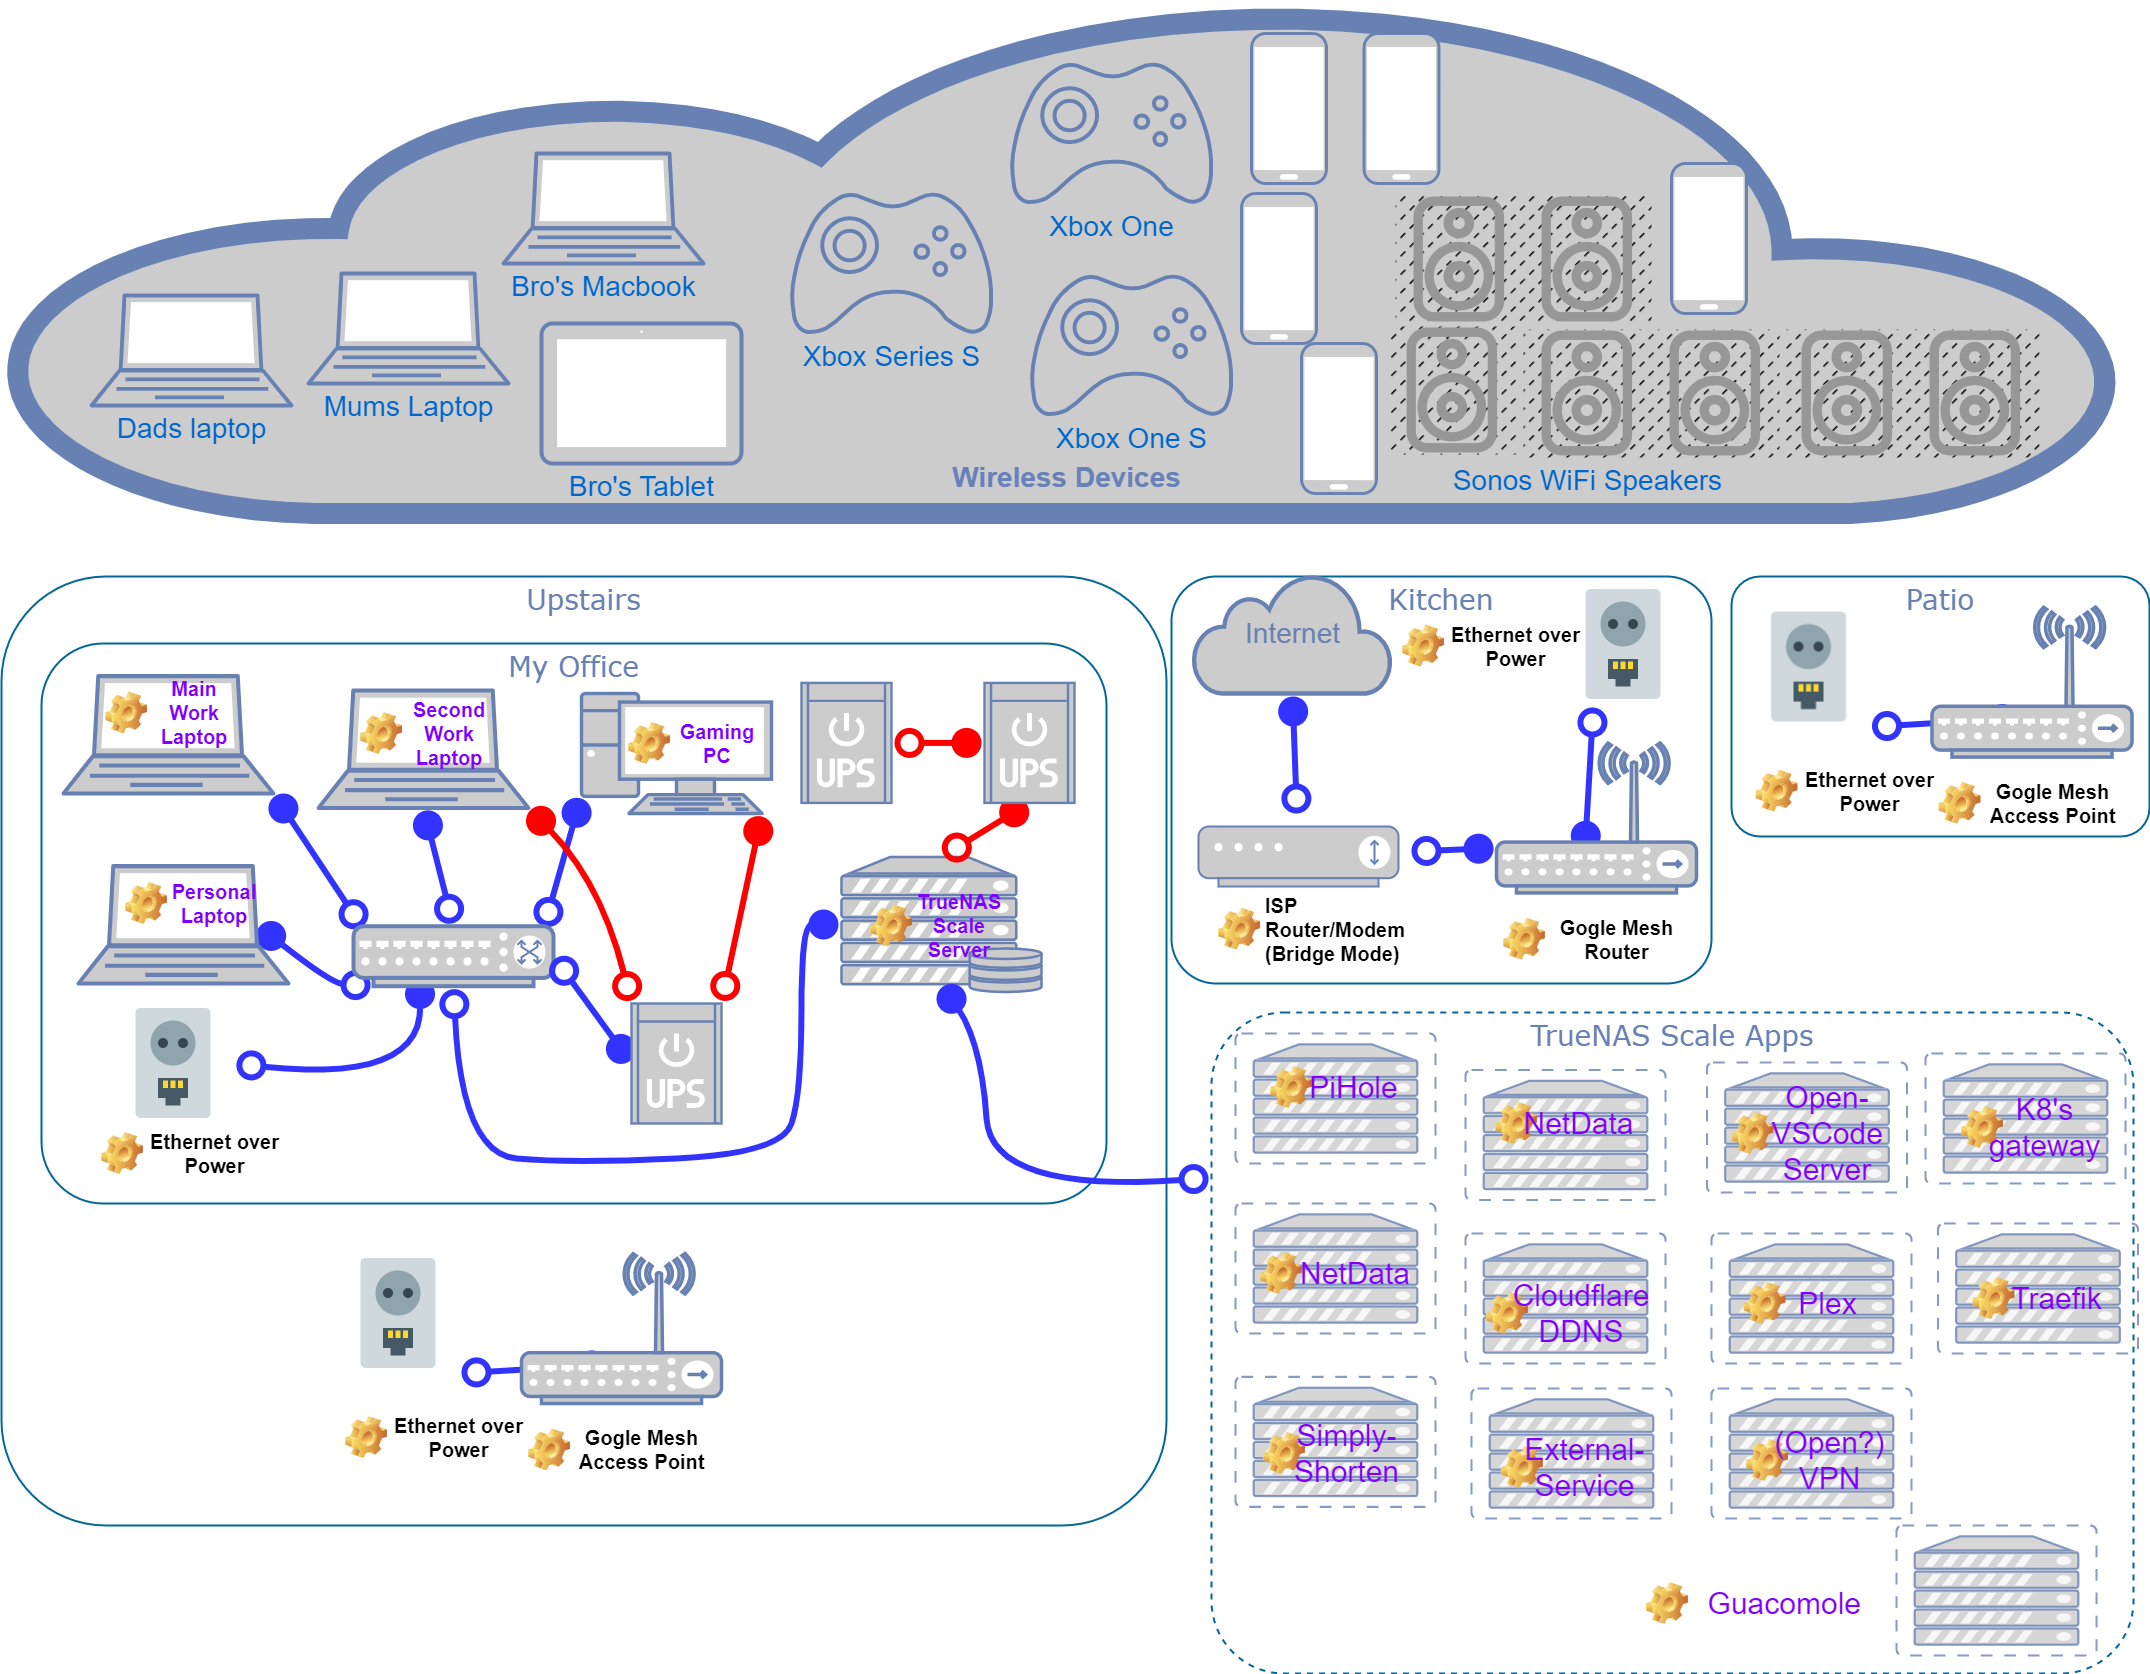 Xbox One
Bro's Macbook
Xbox Series S
Mums Laptop
Dads laptop
Xbox One S
Bro's Tablet
Wireless Devices
Sonos WiFi Speakers
Upstairs
My Office
Main
Work
Laptop
Second
Work
Laptop
Gaming
PC
UPS
UPS
Personal
Laptop
TrueNAS
Scale
Server
UPS
Ethernet over
Power
Ethernet over
Power
Gogle Mesh
Access Point
Kitchen
Internet
Ethernet over
Power
ISP
Router/Modem
(Bridge Mode)
Gogle Mesh
Router
Patio
Ethernet over
Power
Gogle Mesh
Access Point
TrueNAS Scale Apps
PiHole
NetData
Open-
VSCode
Server
K8's
gateway
NetData
Cloudflare
DDNS
Plex
Traefik
Simply-
Shorten
External-
Service
(Open?)
VPN
Guacomole